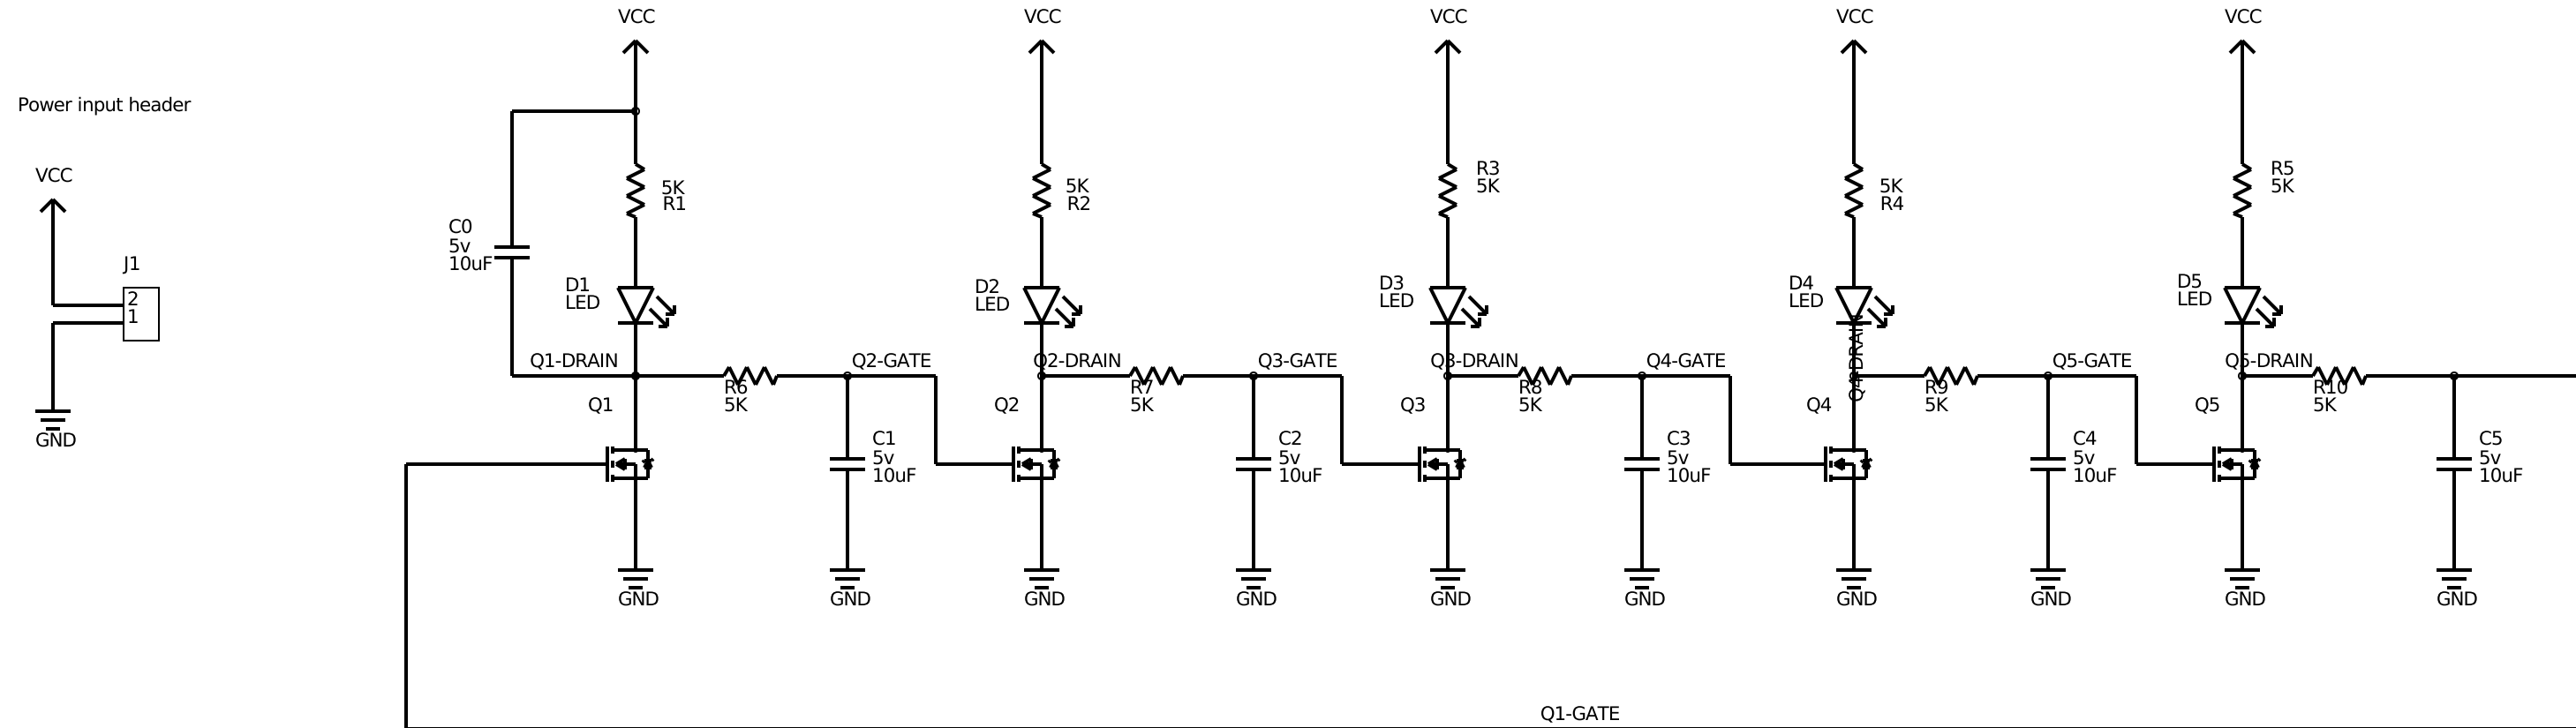 VCC
VCC
VCC
VCC
VCC
Power input header
VCC
J1
2
1
GND
C0
5v
10uF
5K
R1
D1
LED
Q1-DRAIN
Q1
GND
R6
5K
Q2-GATE
C1
5v
10uF
GND
5K
R2
D2
LED
Q2-DRAIN
Q2
GND
R7
5K
Q3-GATE
C2
5v
10uF
GND
R3
5K
D3
LED
Q3-DRAIN
Q3
GND
R8
5K
Q4-GATE
C3
5v
10uF
GND
5K
R4
D4
LED
Q4-DRAIN
Q4
GND
R9
5K
Q5-GATE
C4
5v
10uF
GND
R5
5K
D5
LED
Q5-DRAIN
Q5
GND
R10
5K
C5
5v
10uF
GND
Q1-GATE